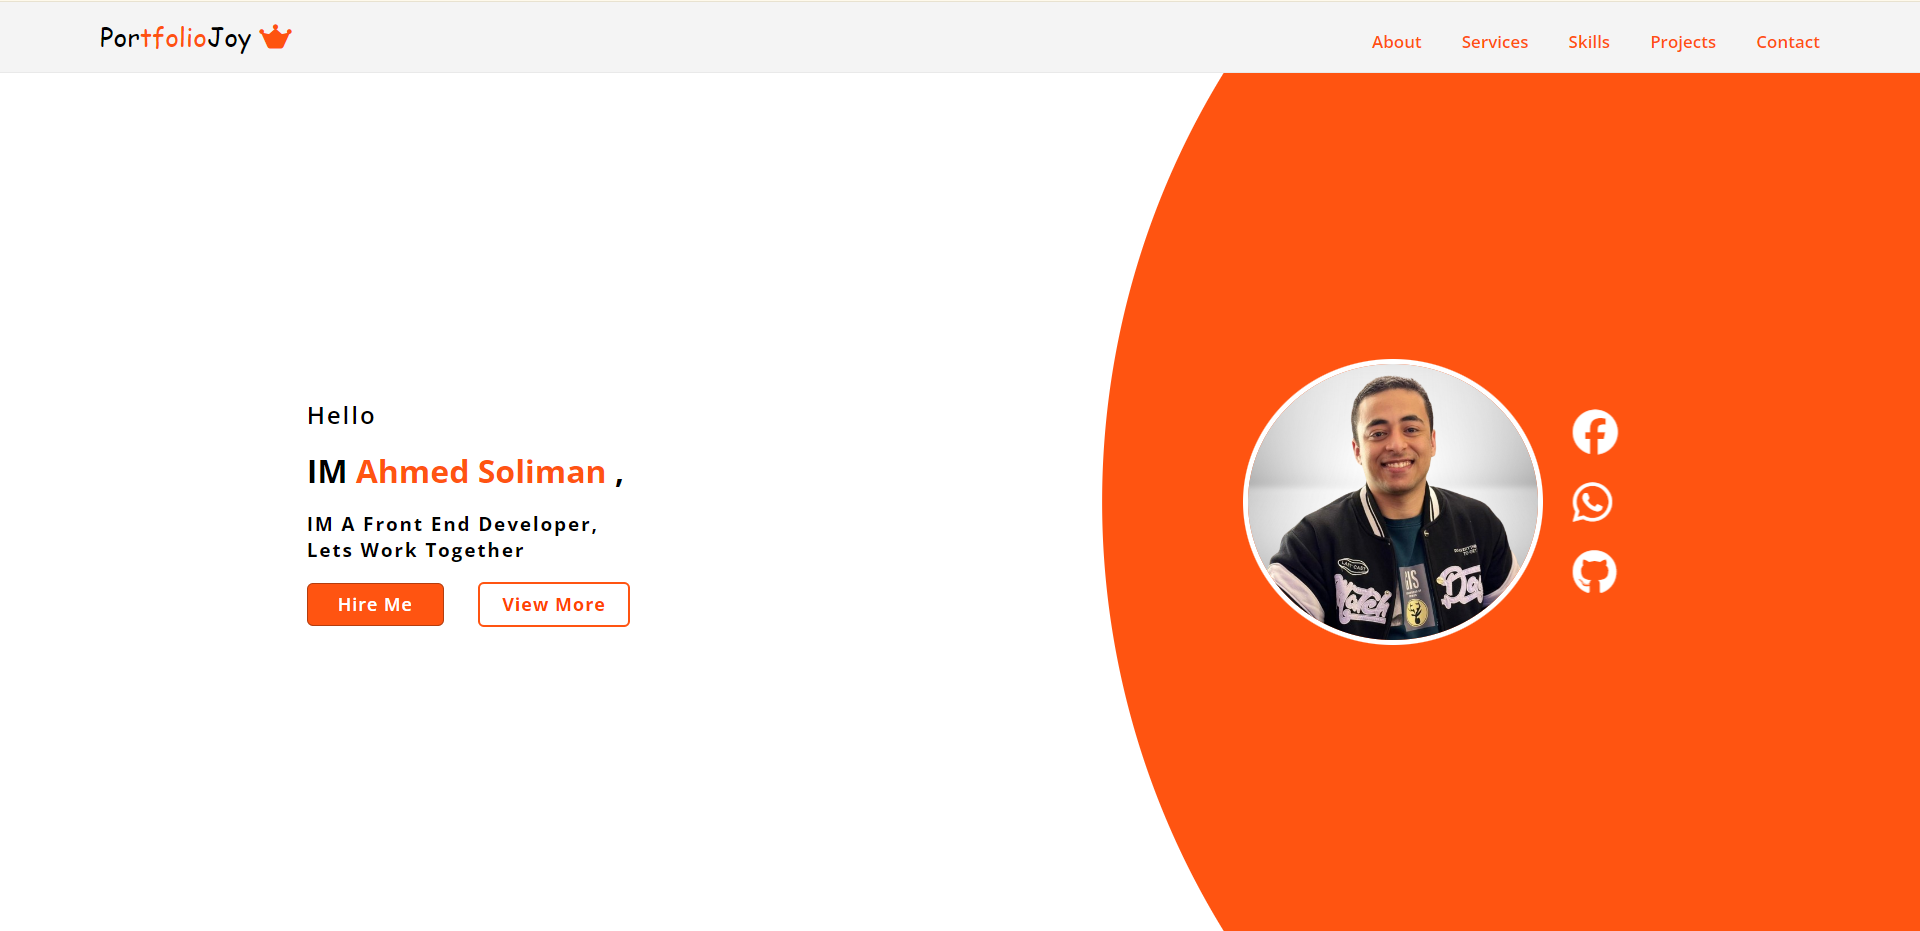 PortfolioJoy
About Services Skills Projects Contact
Hello
IM Ahmed Soliman ,
IM A Front End Developer,
Lets Work Together
Hire Me
View More